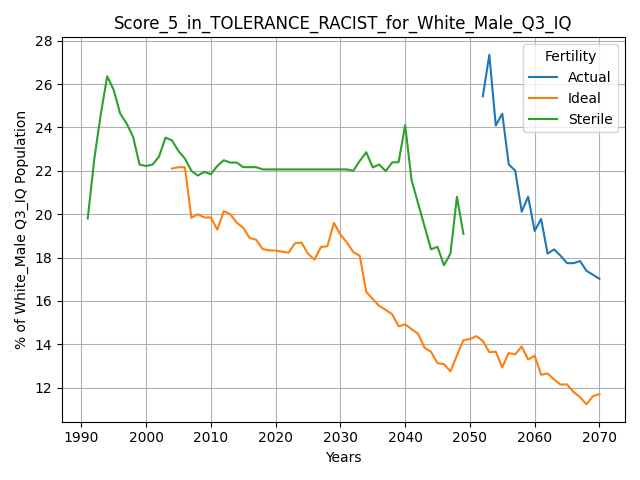 Score_5_in_TOLERANCE_RACIST_for_White_Male_Q3_IQ
Fertility
Actual
Ideal
Sterile
% of White_Male Q3_IQ Population
28
26
24
22
20
18
16
14
12
1990 2000 2010 2020 2030 2040 2050 2060 2070
Years